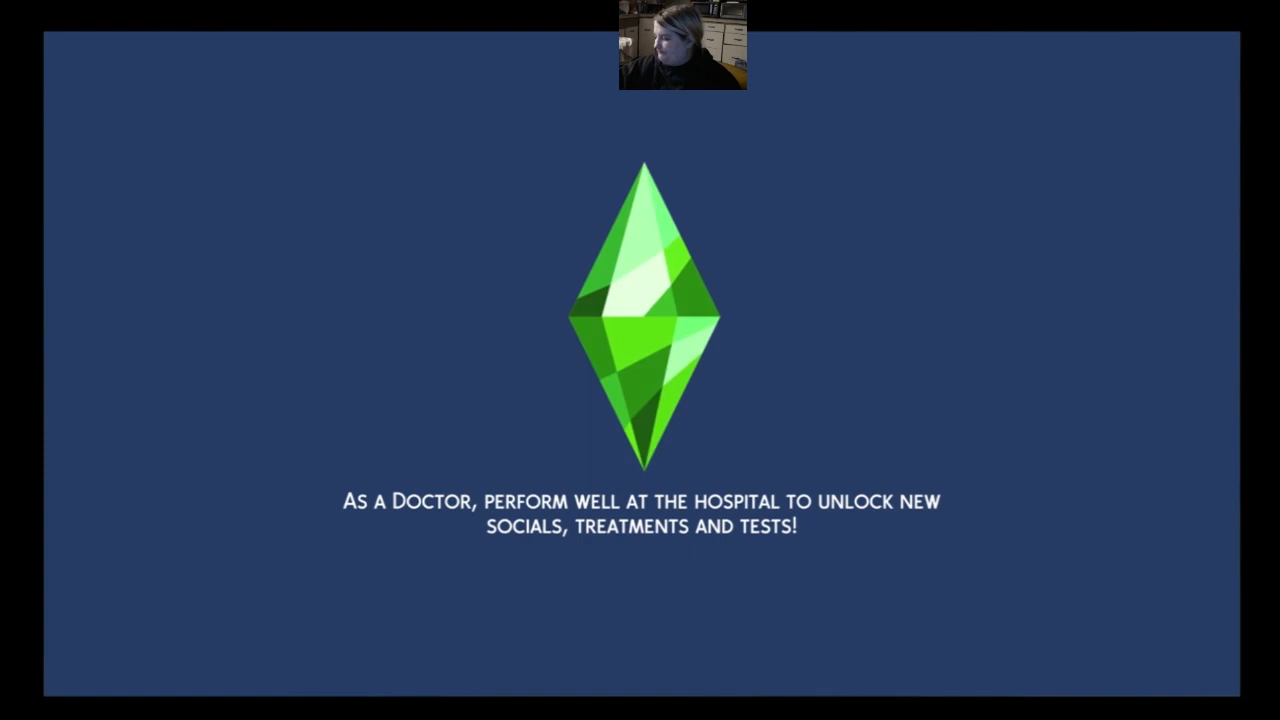 As a Doctor, perform well at the hospital to unlock new
socials, treatments and tests!